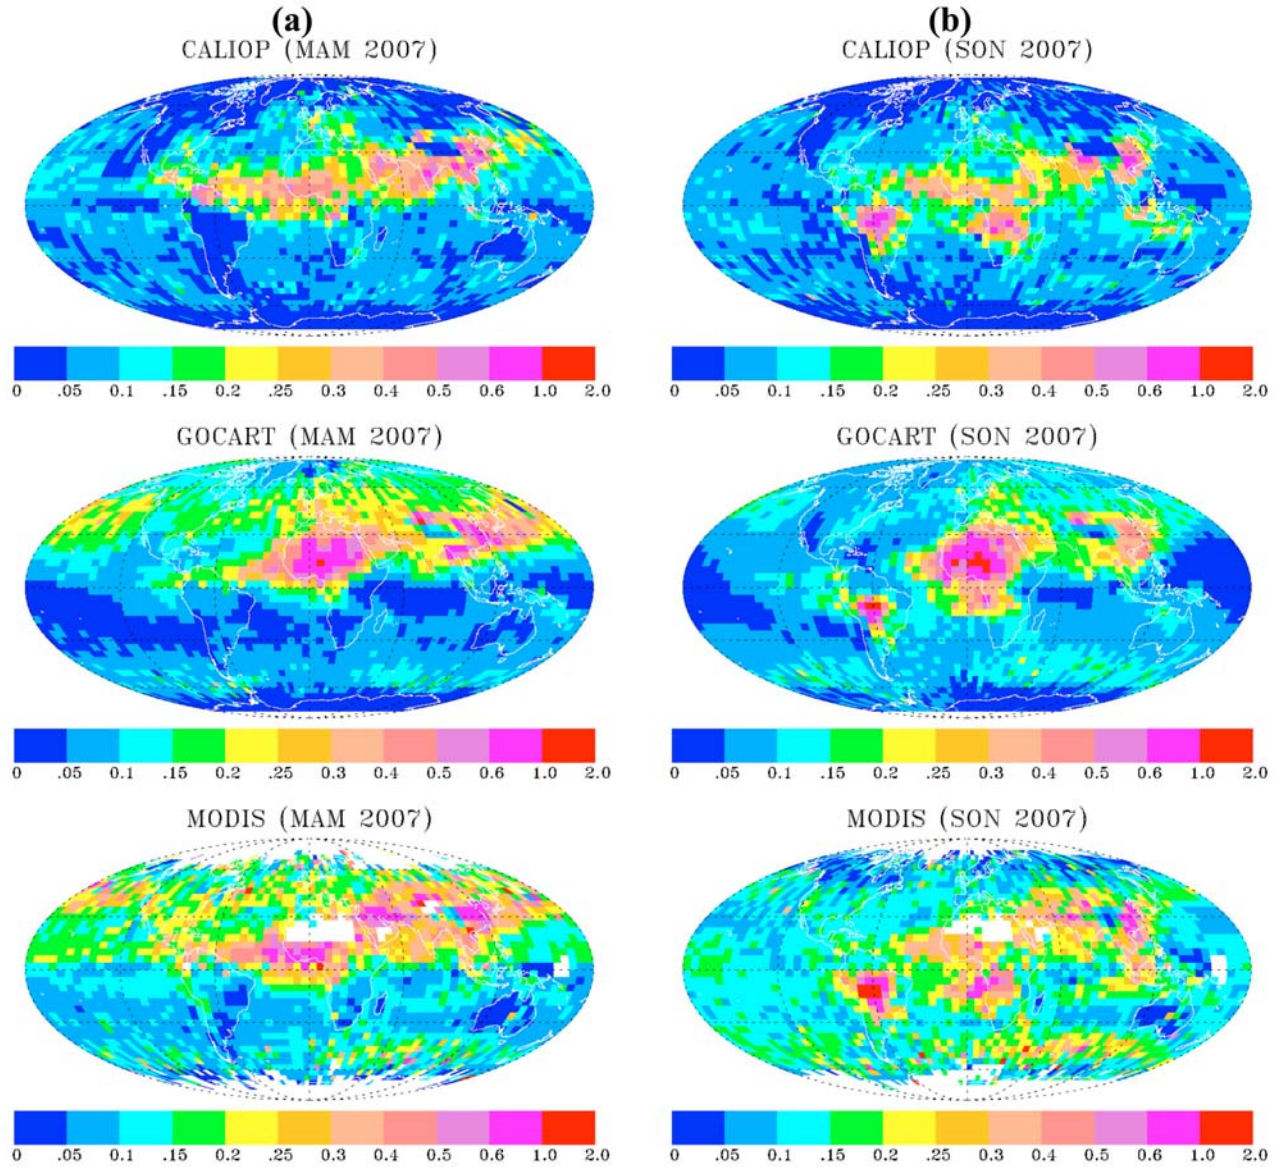 (a) (b)
CALIOP (MAM 2007) CALIOP (SON 2007)
0 .05 0.1 .15 0.2 .25 0.3 0.4 0.5 0.6 1.0 2.0 0 .05 0.1 .15 0.2 .25 0.3 0.4 0.5 0.6 1.0 2.0
GOCART (MAM 2007) GOCART (SON 2007)
0 .05 0.1 .15 0.2 .25 0.3 0.4 0.5 0.6 1.0 2.0 0 .05 0.1 .15 0.2 .25 0.3 0.4 0.5 0.6 1.0 2.0
MODIS (MAM 2007) MODIS (SON 2007)
0 .05 0.1 .15 0.2 .25 0.3 0.4 0.5 0.6 1.0 2.0 0 .05 0.1 .15 0.2 .25 0.3 0.4 0.5 0.6 1.0 2.0